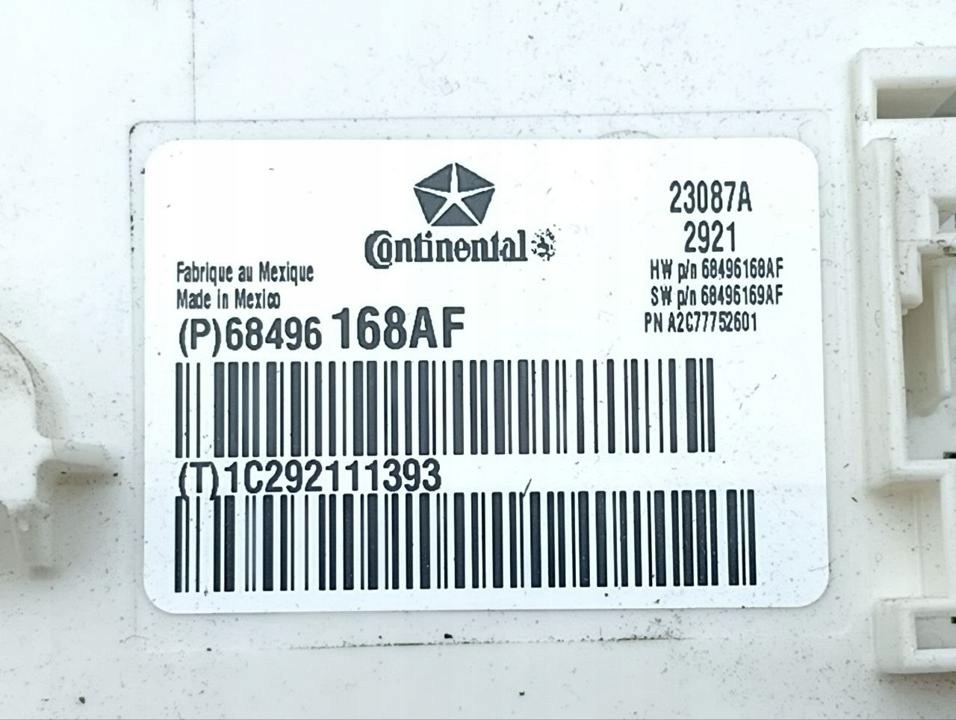 Continental
23087A
2921
HW p/n 68496168AF
SW p/n 68496169AF
PN A2C77752601
Fabrique au Mexique
Made in Mexico
(P)68496 168AF
(T)1C292111393